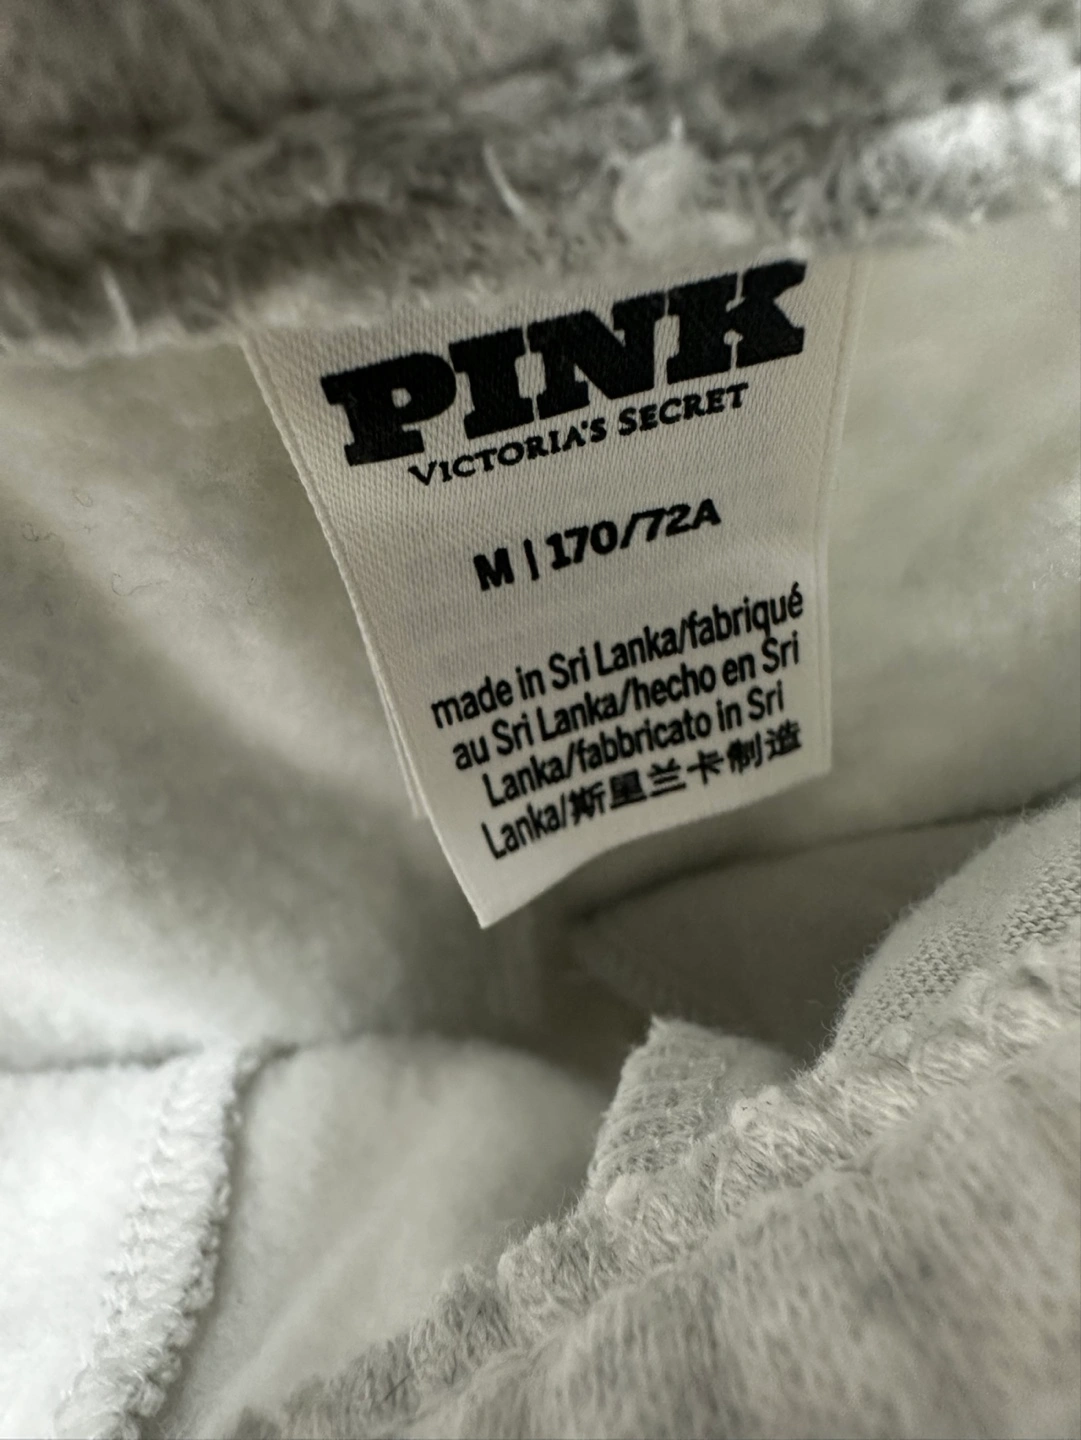 PINK
VICTORIA'S SECRET
M | 170/72A
made in Sri Lanka/fabriqué
au Sri Lanka/hecho en Sri
Lanka/fabbricato in Sri
Lanka/斯里兰卡制造